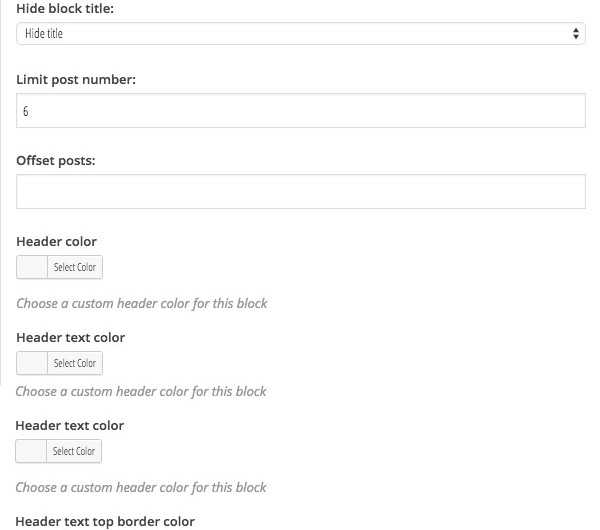 Hide block title:
Hide title
Limit post number:
6
Offset posts:
Header color
Select Color
Choose a custom header color for this block
Header text color
Select Color
Choose a custom header color for this block
Header text color
Select Color
Choose a custom header color for this block
Header text top border color